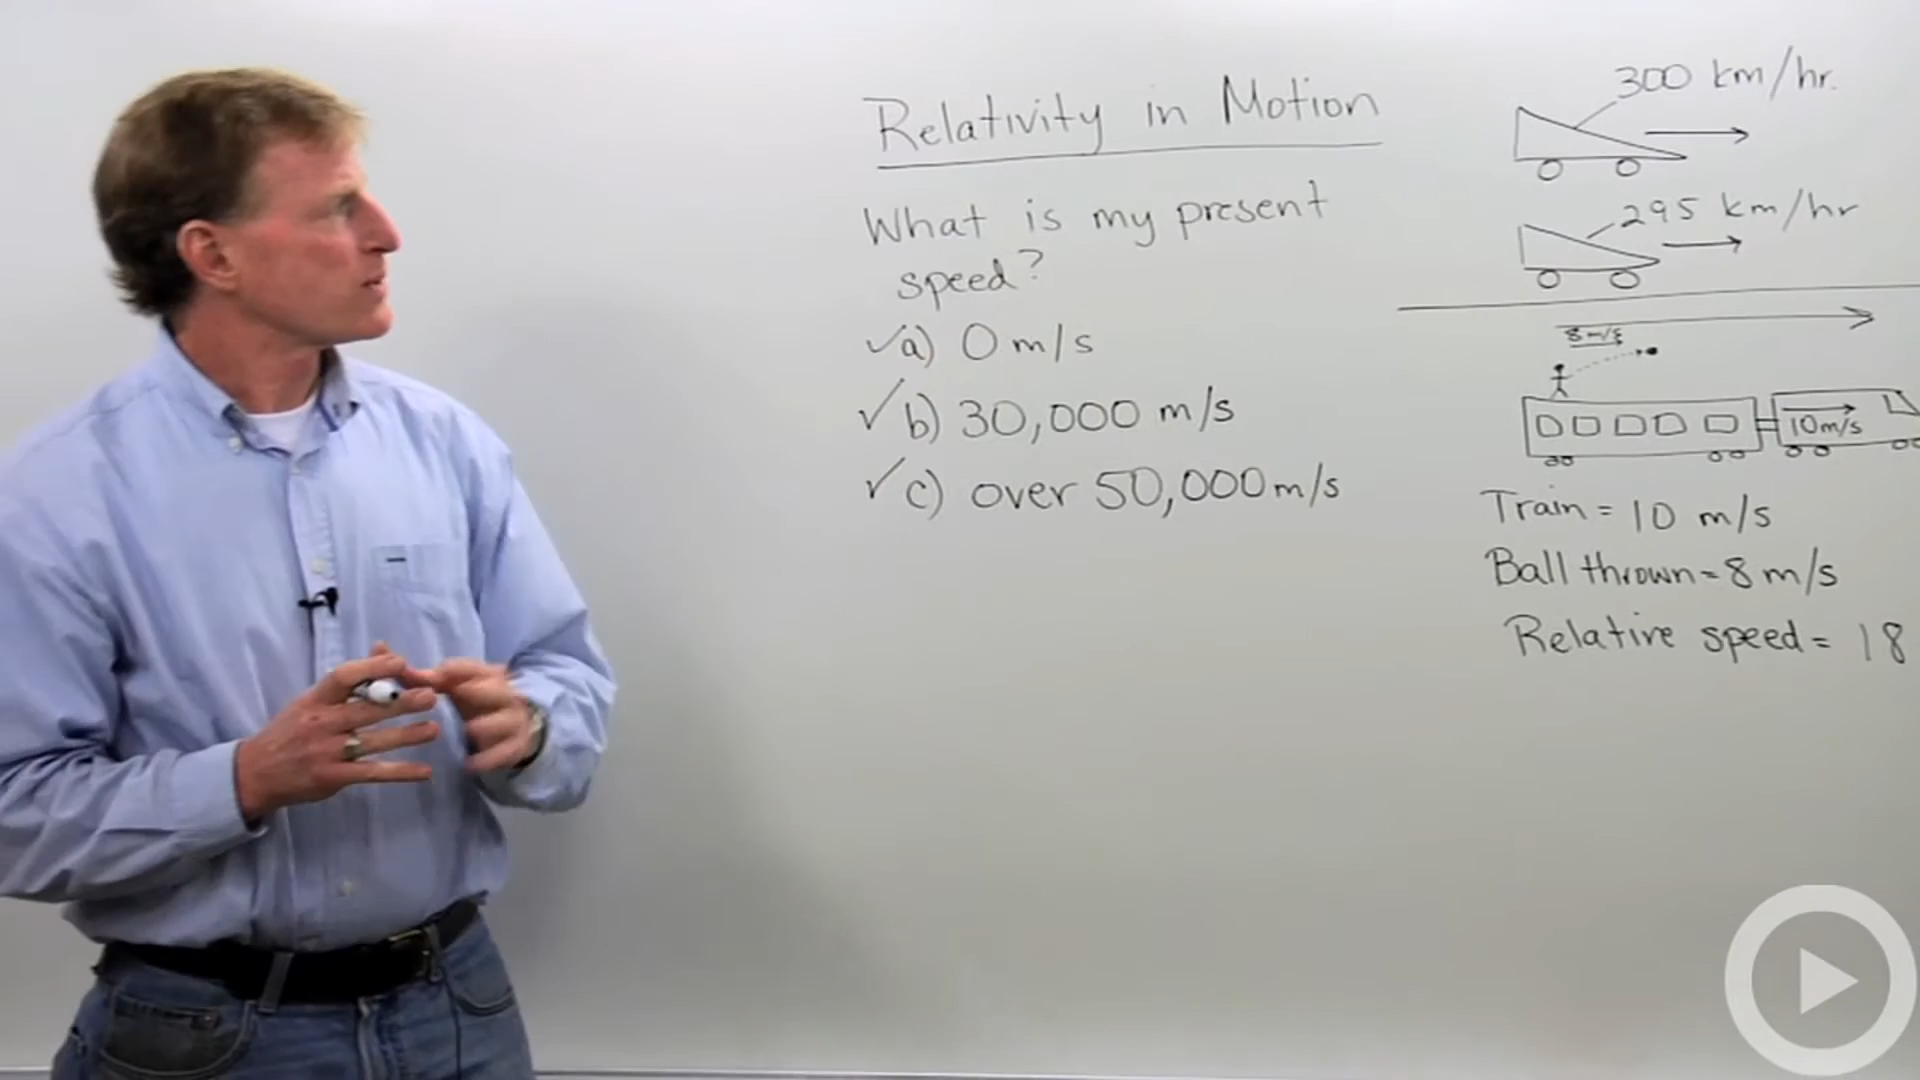 Relativity in Motion
What is my present
speed?
✓a) 0 m/s
✓b) 30,000 m/s
✓c) over 50,000 m/s
300 km/hr.
295 km/hr
8 m/s
10m/s
Train = 10 m/s
Ball thrown = 8 m/s
Relative speed = 18